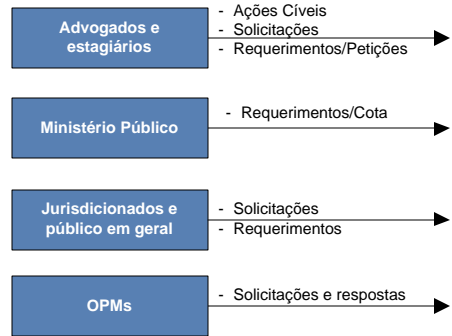 Advogados e
estagiários
- Ações Cíveis
- Solicitações
- Requerimentos/Petições
Ministério Público
- Requerimentos/Cota
Jurisdicionados e
público em geral
- Solicitações
- Requerimentos
OPMs
- Solicitações e respostas